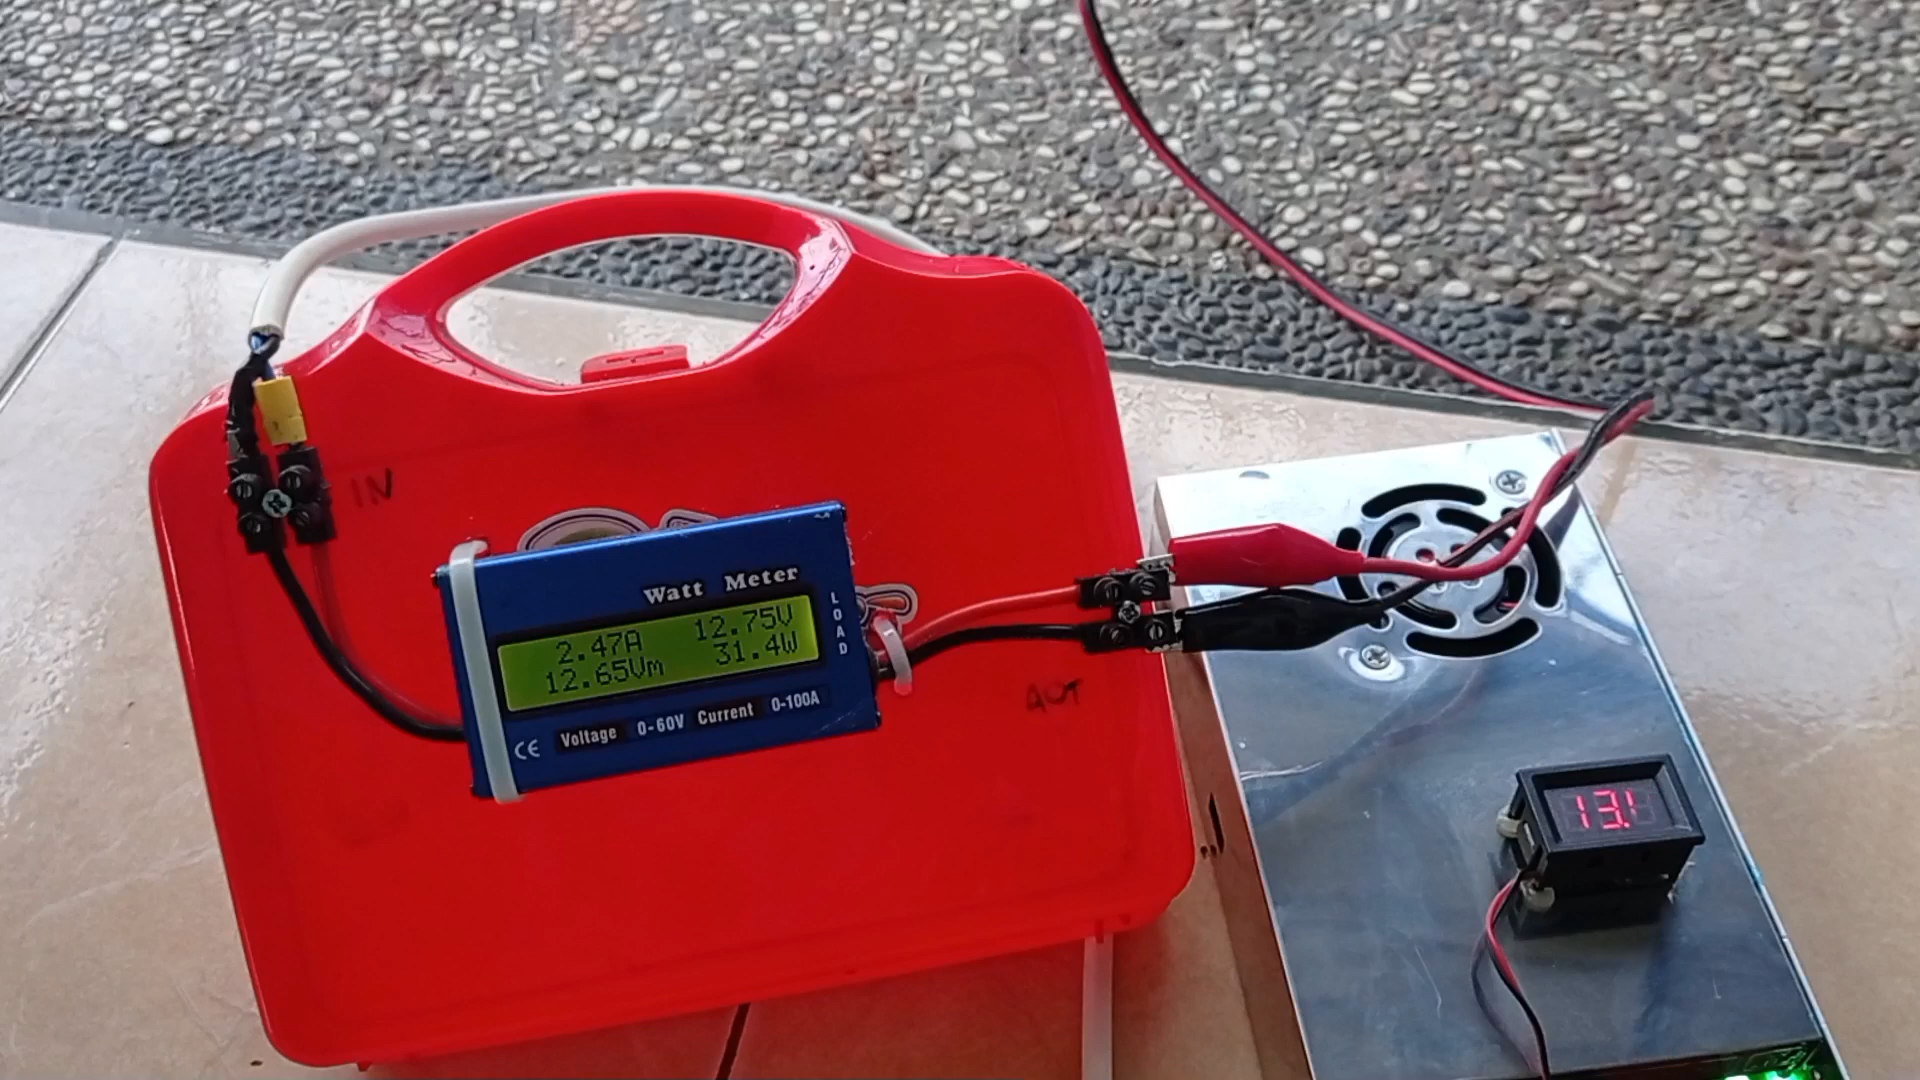 IN
Watt Meter
2.47A 12.75V
12.65Vm 31.4W
LOAD
CE Voltage 0-60V Current 0-100A
AOT
13.1